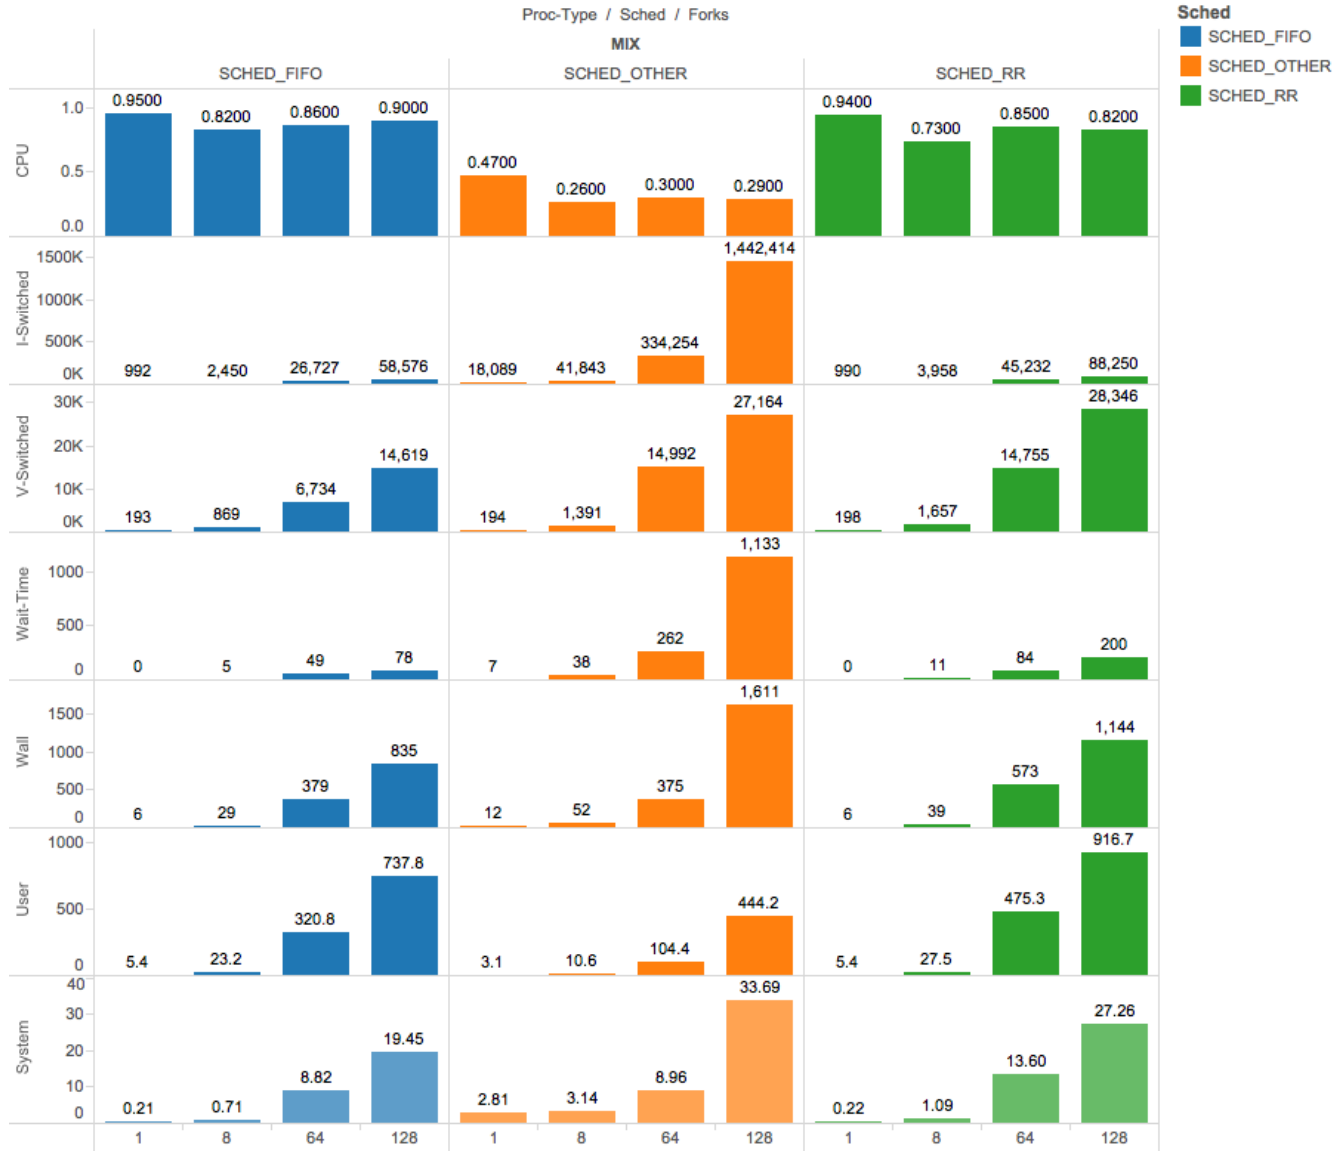 Proc-Type / Sched / Forks
MIX
SCHED_FIFO SCHED_OTHER SCHED_RR
Sched
SCHED_FIFO
SCHED_OTHER
SCHED_RR
CPU
1.0
0.5
0.0
0.9500 0.8200 0.8600 0.9000 0.4700 0.2600 0.3000 0.2900 0.9400 0.7300 0.8500 0.8200
I-Switched
1500K
1000K
500K
0K
992 2,450 26,727 58,576 18,089 41,843 334,254 1,442,414 990 3,958 45,232 88,250
V-Switched
30K
20K
10K
0K
193 869 6,734 14,619 194 1,391 14,992 27,164 198 1,657 14,755 28,346
Wait-Time
1000
500
0
0 5 49 78 7 38 262 1,133 0 11 84 200
Wall
1500
1000
500
0
6 29 379 835 12 52 375 1,611 6 39 573 1,144
User
1000
500
0
5.4 23.2 320.8 737.8 3.1 10.6 104.4 444.2 5.4 27.5 475.3 916.7
System
40
30
20
10
0
0.21 0.71 8.82 19.45 2.81 3.14 8.96 33.69 0.22 1.09 13.60 27.26
1 8 64 128 1 8 64 128 1 8 64 128